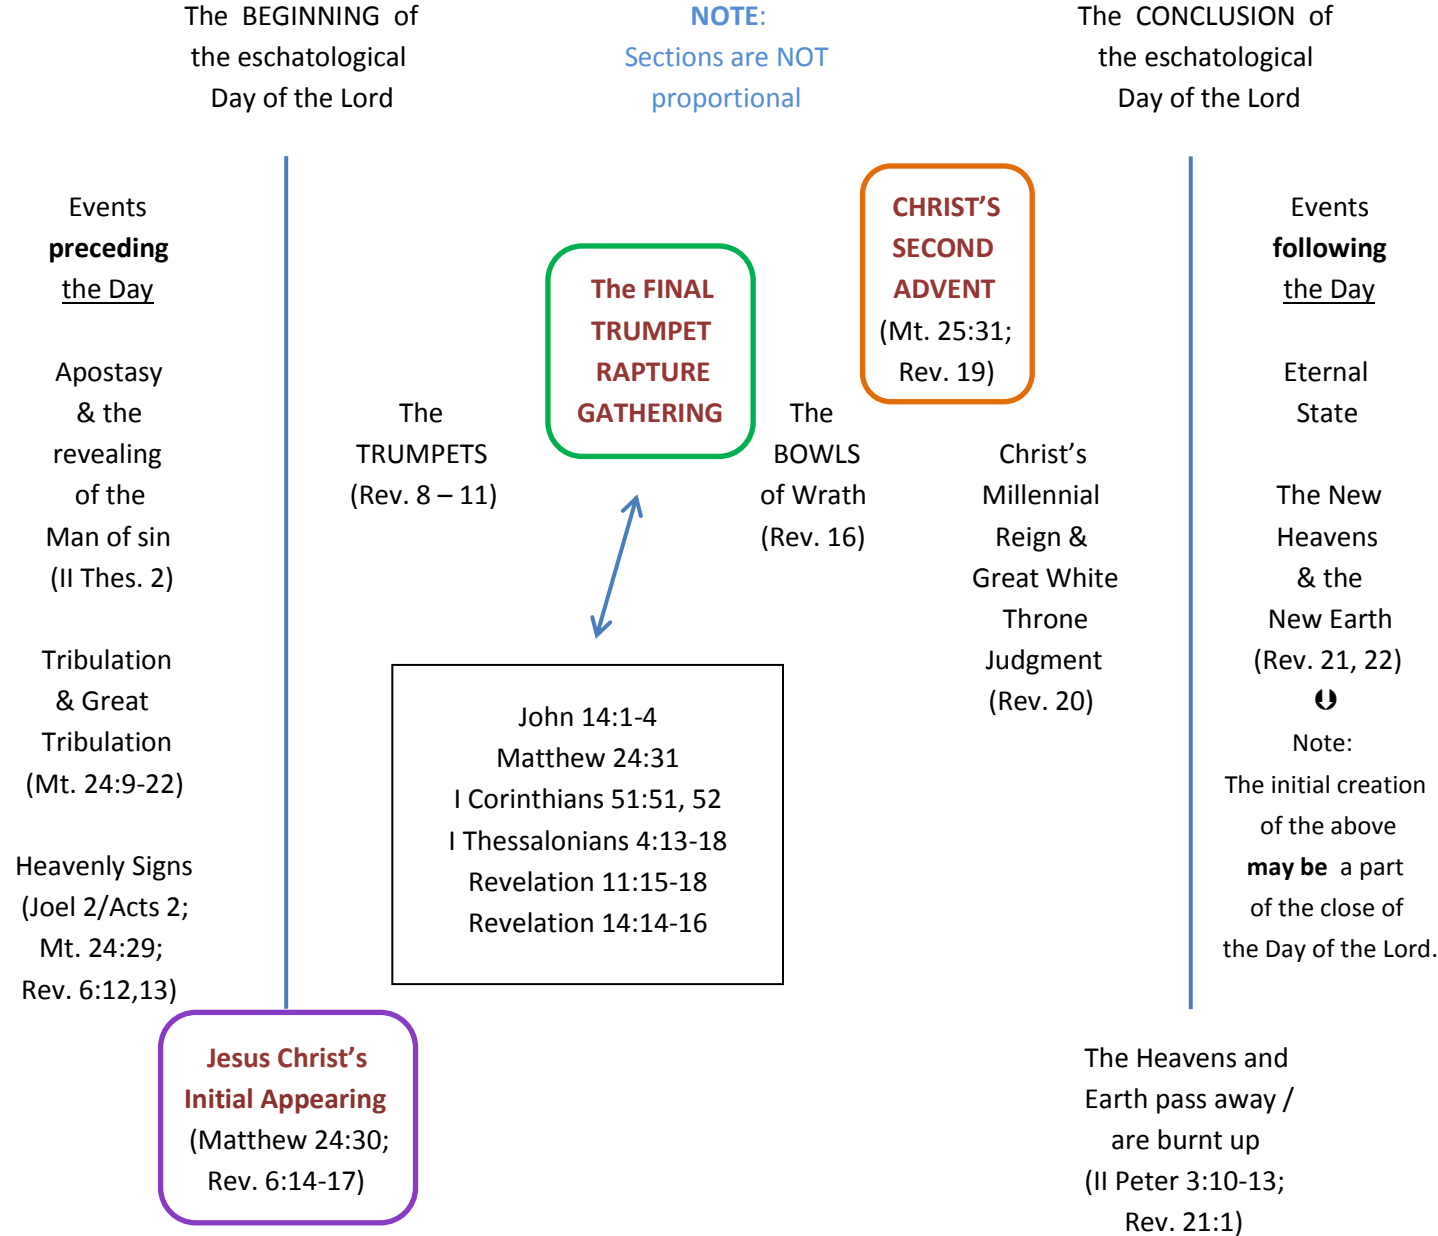 The BEGINNING of
the eschatological
Day of the Lord
NOTE:
Sections are NOT
proportional
The CONCLUSION of
the eschatological
Day of the Lord
Events
preceding
the Day
Apostasy
& the
revealing
of the
Man of sin
(II Thes. 2)
Tribulation
& Great
Tribulation
(Mt. 24:9-22)
Heavenly Signs
(Joel 2/Acts 2;
Mt. 24:29;
Rev. 6:12,13)
Jesus Christ’s
Initial Appearing
(Matthew 24:30;
Rev. 6:14-17)
The
TRUMPETS
(Rev. 8 – 11)
The FINAL
TRUMPET
RAPTURE
GATHERING
John 14:1-4
Matthew 24:31
I Corinthians 51:51, 52
I Thessalonians 4:13-18
Revelation 11:15-18
Revelation 14:14-16
The
BOWLS
of Wrath
(Rev. 16)
CHRIST’S
SECOND
ADVENT
(Mt. 25:31;
Rev. 19)
Christ’s
Millennial
Reign &
Great White
Throne
Judgment
(Rev. 20)
The Heavens and
Earth pass away /
are burnt up
(II Peter 3:10-13;
Rev. 21:1)
Events
following
the Day
Eternal
State
The New
Heavens
& the
New Earth
(Rev. 21, 22)
Note:
The initial creation
of the above
may be a part
of the close of
the Day of the Lord.